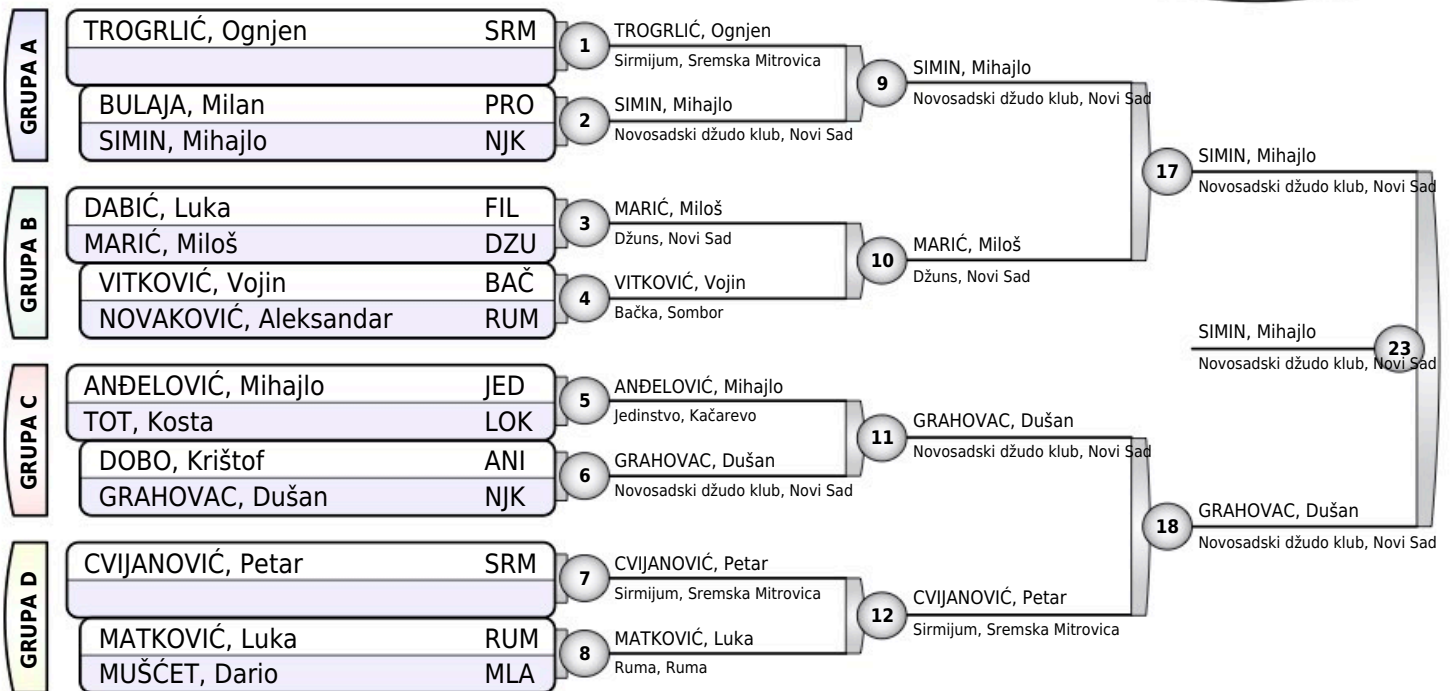 GRUPA A
TROGRLIĆ, Ognjen SRM
BULAJA, Milan PRO
SIMIN, Mihajlo NJK
1
TROGRLIĆ, Ognjen
Sirmijum, Sremska Mitrovica
2
SIMIN, Mihajlo
Novosadski džudo klub, Novi Sad
9
SIMIN, Mihajlo
Novosadski džudo klub, Novi Sad
GRUPA B
DABIĆ, Luka FIL
MARIĆ, Miloš DZU
VITKOVIĆ, Vojin BAČ
NOVAKOVIĆ, Aleksandar RUM
3
MARIĆ, Miloš
Džuns, Novi Sad
4
VITKOVIĆ, Vojin
Bačka, Sombor
10
MARIĆ, Miloš
Džuns, Novi Sad
17
SIMIN, Mihajlo
Novosadski džudo klub, Novi Sad
GRUPA C
ANĐELOVIĆ, Mihajlo JED
TOT, Kosta LOK
DOBO, Krištof ANI
GRAHOVAC, Dušan NJK
5
ANĐELOVIĆ, Mihajlo
Jedinstvo, Kačarevo
6
GRAHOVAC, Dušan
Novosadski džudo klub, Novi Sad
11
GRAHOVAC, Dušan
Novosadski džudo klub, Novi Sad
GRUPA D
CVIJANOVIĆ, Petar SRM
MATKOVIĆ, Luka RUM
MUŠĆET, Dario MLA
7
CVIJANOVIĆ, Petar
Sirmijum, Sremska Mitrovica
8
MATKOVIĆ, Luka
Ruma, Ruma
12
CVIJANOVIĆ, Petar
Sirmijum, Sremska Mitrovica
18
GRAHOVAC, Dušan
Novosadski džudo klub, Novi Sad
23
SIMIN, Mihajlo
Novosadski džudo klub, Novi Sad